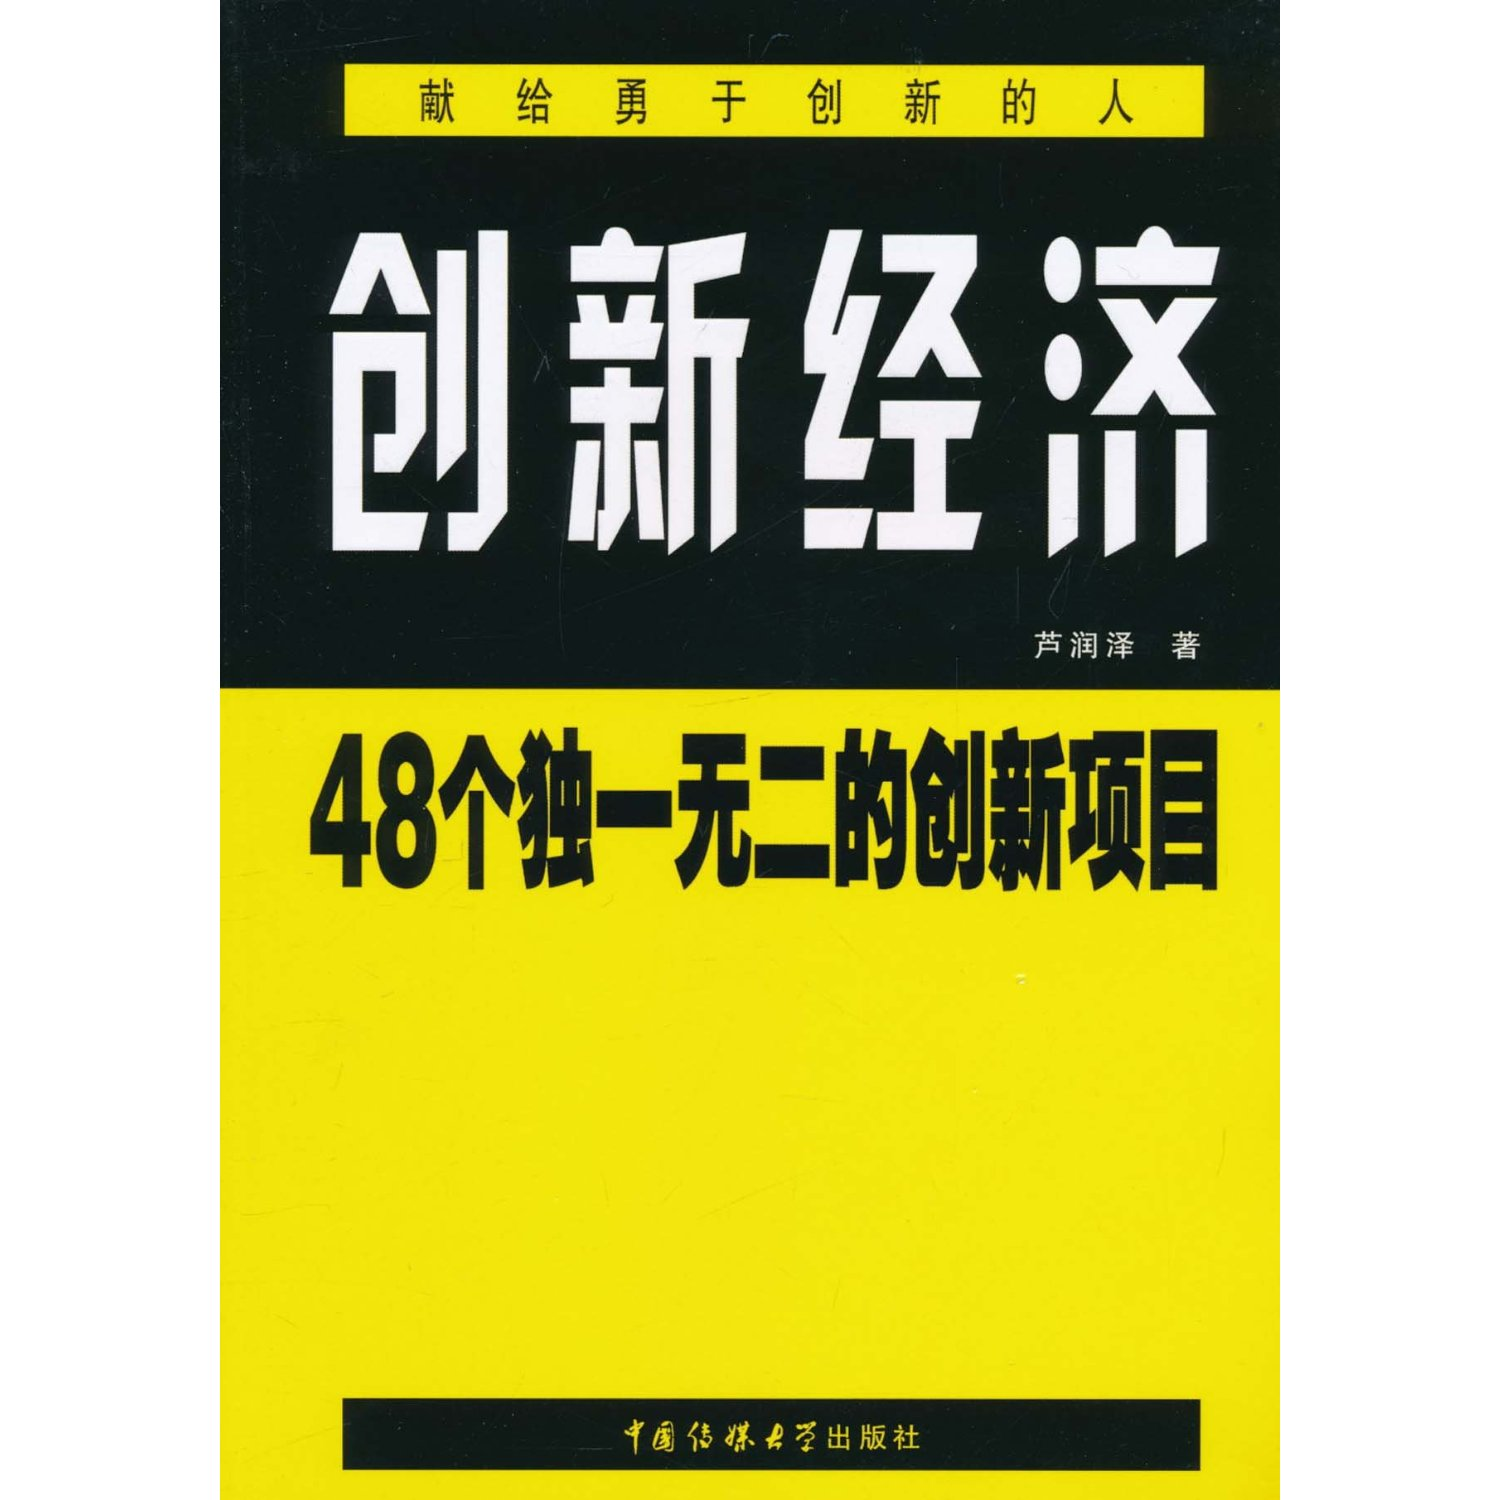 献给勇于创新的人
创新经济
芦润泽 著
48个独一无二的创新项目
中国传媒大学出版社